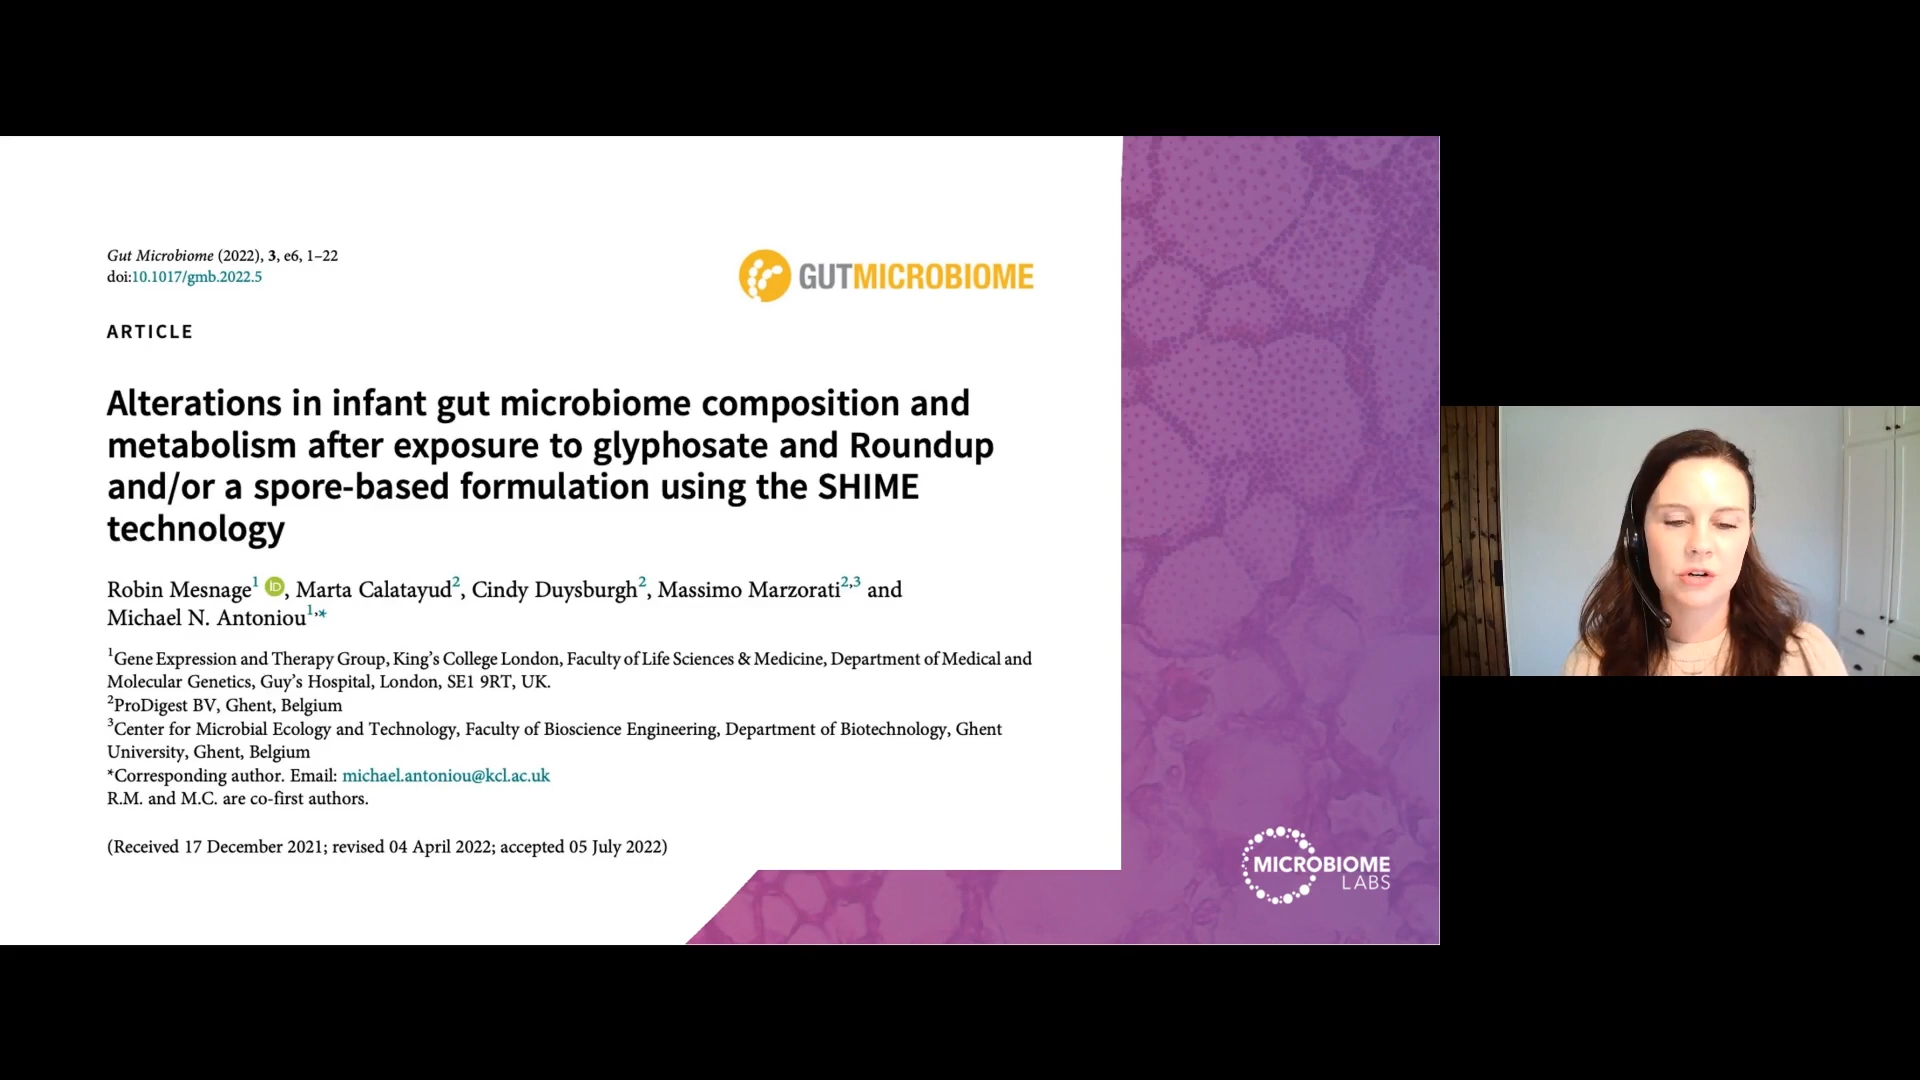 Gut Microbiome (2022), 3, e6, 1–22
doi:10.1017/gmb.2022.5
GUTMICROBIOME
ARTICLE
Alterations in infant gut microbiome composition and
metabolism after exposure to glyphosate and Roundup
and/or a spore-based formulation using the SHIME
technology
Robin Mesnage1 iD, Marta Calatayud2, Cindy Duysburgh2, Massimo Marzorati2,3 and
Michael N. Antoniou1,*
1Gene Expression and Therapy Group, King's College London, Faculty of Life Sciences & Medicine, Department of Medical and
Molecular Genetics, Guy's Hospital, London, SE1 9RT, UK.
2ProDigest BV, Ghent, Belgium
3Center for Microbial Ecology and Technology, Faculty of Bioscience Engineering, Department of Biotechnology, Ghent
University, Ghent, Belgium
*Corresponding author. Email: michael.antoniou@kcl.ac.uk
R.M. and M.C. are co-first authors.
(Received 17 December 2021; revised 04 April 2022; accepted 05 July 2022)
MICROBIOME
LABS